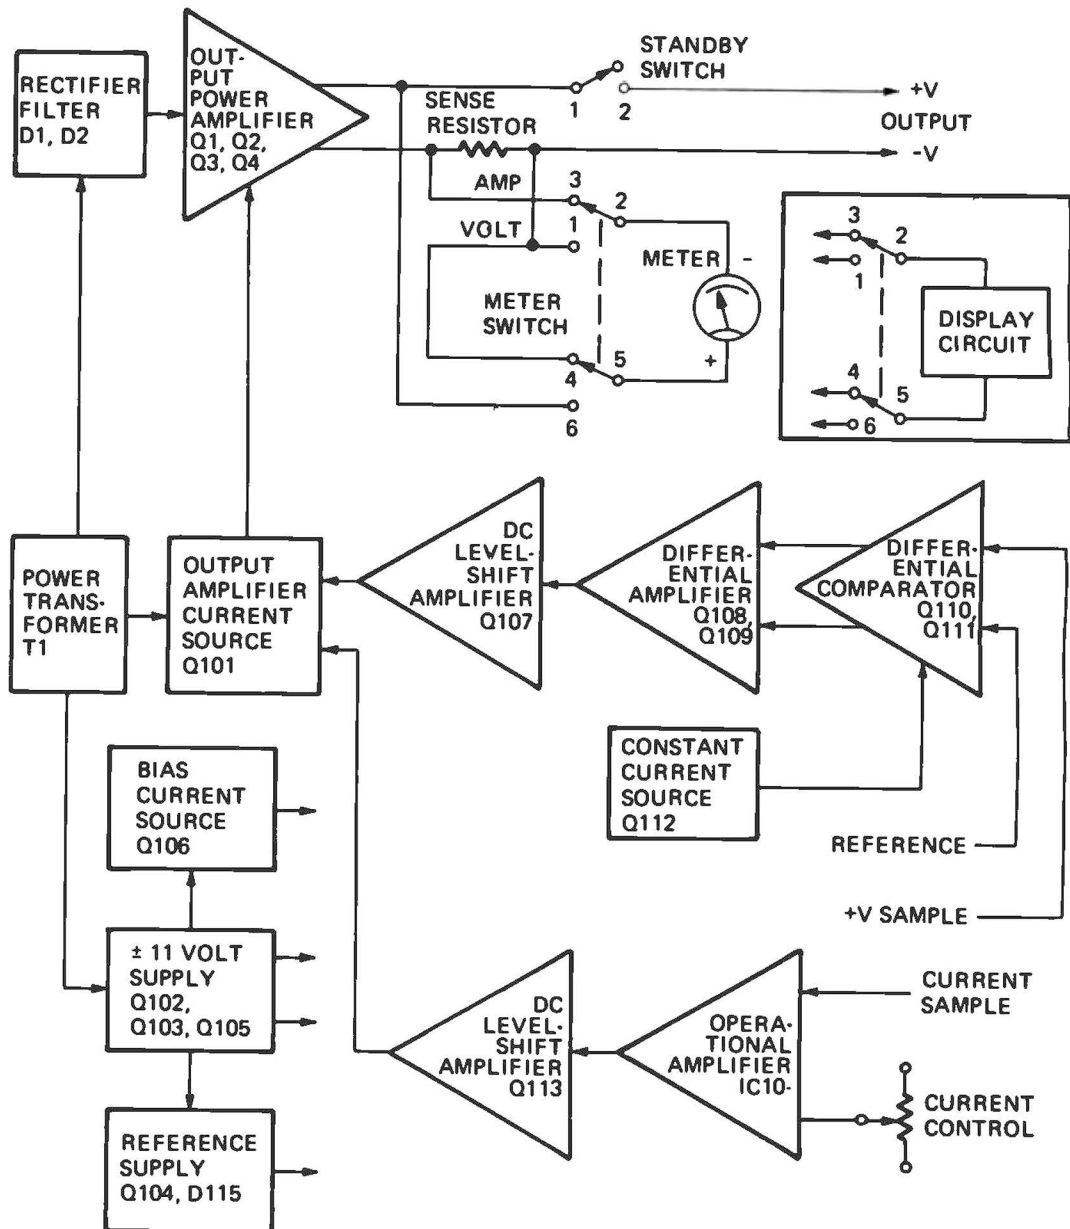 RECTIFIER
FILTER
D1, D2
OUT-
PUT
POWER
AMPLIFIER
Q1, Q2,
Q3, Q4
STANDBY
SWITCH
1
2
+V
OUTPUT
-V
SENSE
RESISTOR
AMP
3
2
VOLT
1
METER
-
+
METER
SWITCH
5
4
6
3
2
1
DISPLAY
CIRCUIT
4
5
6
POWER
TRANS-
FORMER
T1
OUTPUT
AMPLIFIER
CURRENT
SOURCE
Q101
DC
LEVEL-
SHIFT
AMPLIFIER
Q107
DIFFER-
ENTIAL
AMPLIFIER
Q108,
Q109
DIFFER-
ENTIAL
COMPARATOR
Q110,
Q111
CONSTANT
CURRENT
SOURCE
Q112
REFERENCE
+V SAMPLE
BIAS
CURRENT
SOURCE
Q106
± 11 VOLT
SUPPLY
Q102,
Q103, Q105
REFERENCE
SUPPLY
Q104, D115
DC
LEVEL-
SHIFT
AMPLIFIER
Q113
OPERA-
TIONAL
AMPLIFIER
IC10-
CURRENT
SAMPLE
CURRENT
CONTROL